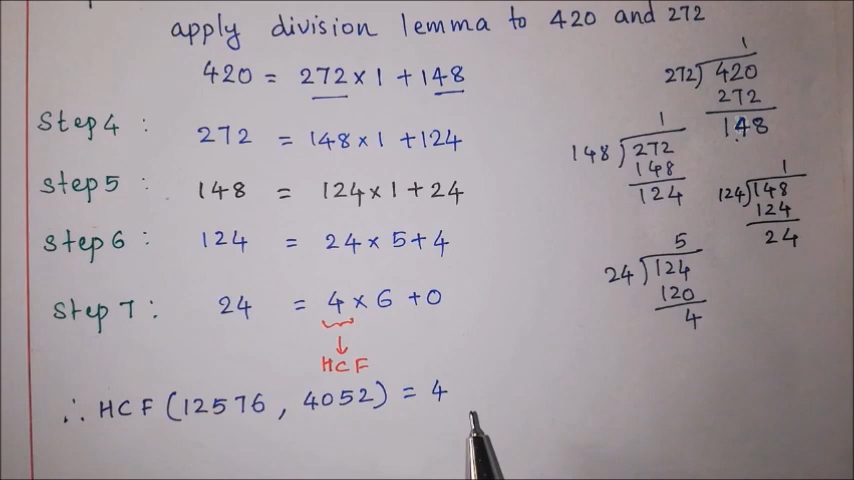 apply division lemma to 420 and 272
420 = 272 x 1 + 148
Step 4 : 272 = 148 x 1 + 124
Step 5 : 148 = 124 x 1 + 24
Step 6 : 124 = 24 x 5 + 4
Step 7 : 24 = 4 x 6 + 0
↓
HCF
∴ HCF (12576 , 4052) = 4
1
272) 420
272
148
1
148) 272
148
124
1
124) 148
124
24
5
24) 124
120
4